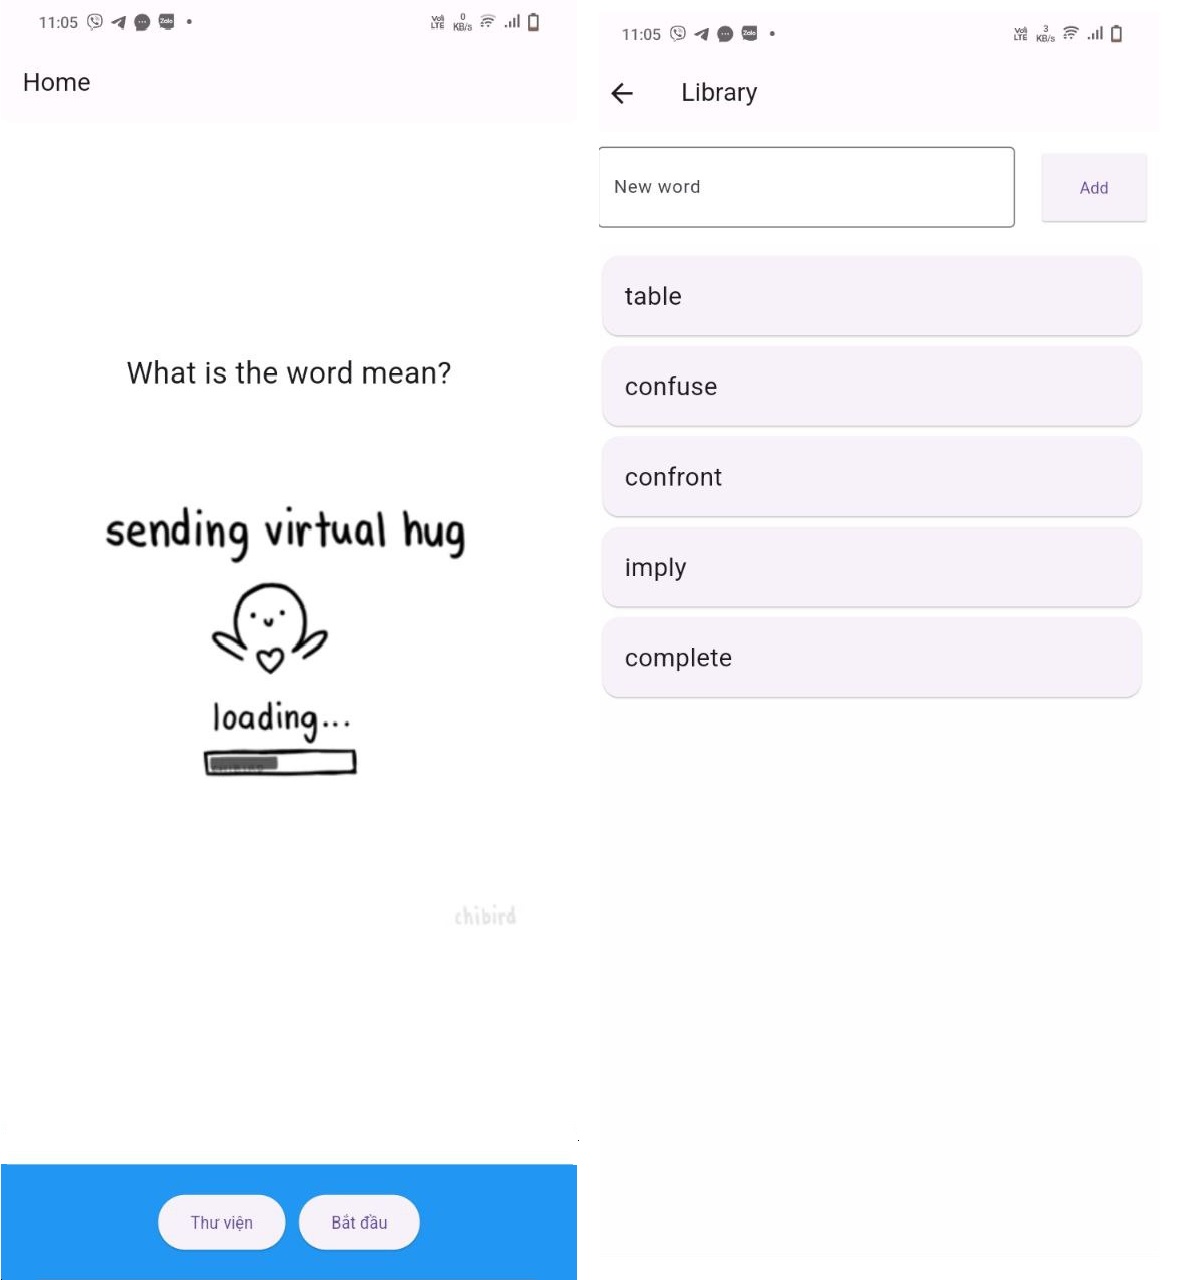 11:05
Zalo
Vo)
LTE
0
KB/s
Home
What is the word mean?
sending virtual hug
loading...
chibird
Thư viện
Bắt đầu
11:05
Zalo
Vo)
LTE
3
KB/s
Library
New word
Add
table
confuse
confront
imply
complete